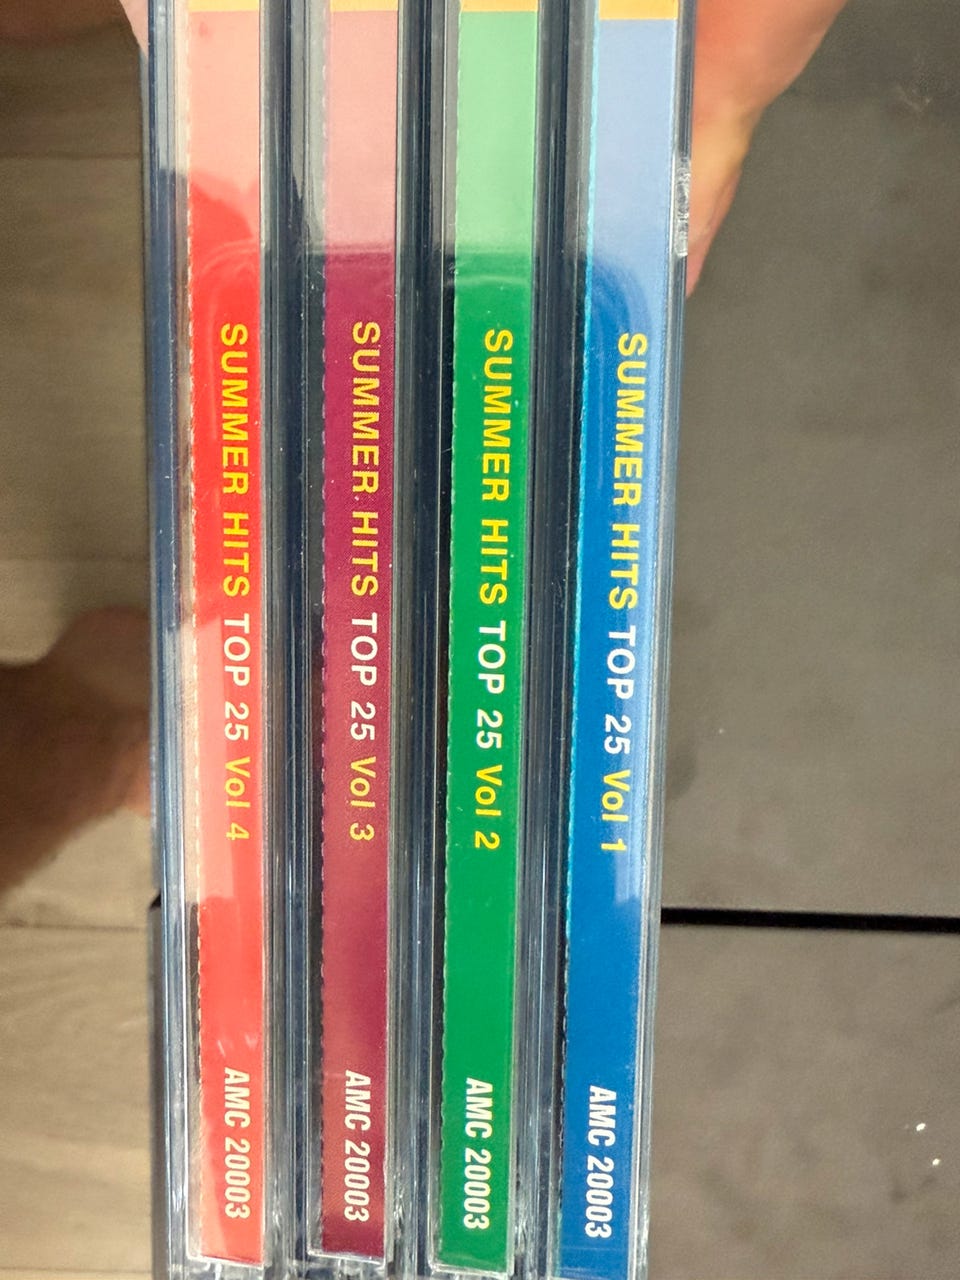 SUMMER HITS TOP 25 Vol 4 AMC 20003
SUMMER HITS TOP 25 Vol 3 AMC 20003
SUMMER HITS TOP 25 Vol 2 AMC 20003
SUMMER HITS TOP 25 Vol 1 AMC 20003